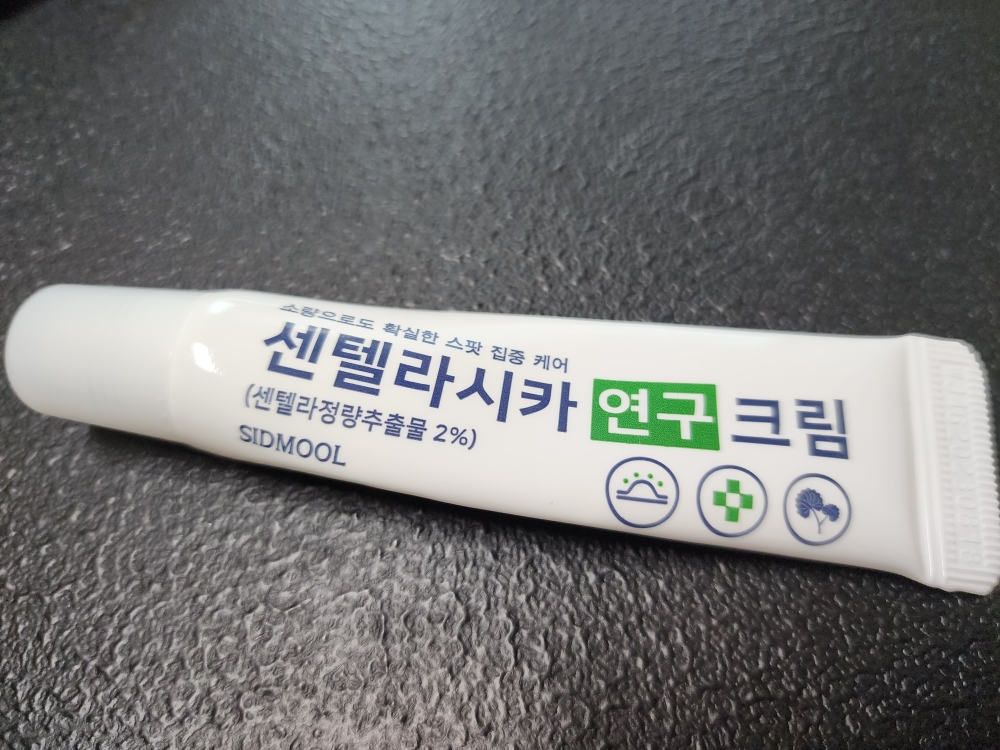 소량으로도 확실한 스팟 집중 케어
센텔라시카 연구 크림
(센텔라정량추출물 2%)
SIDMOOL